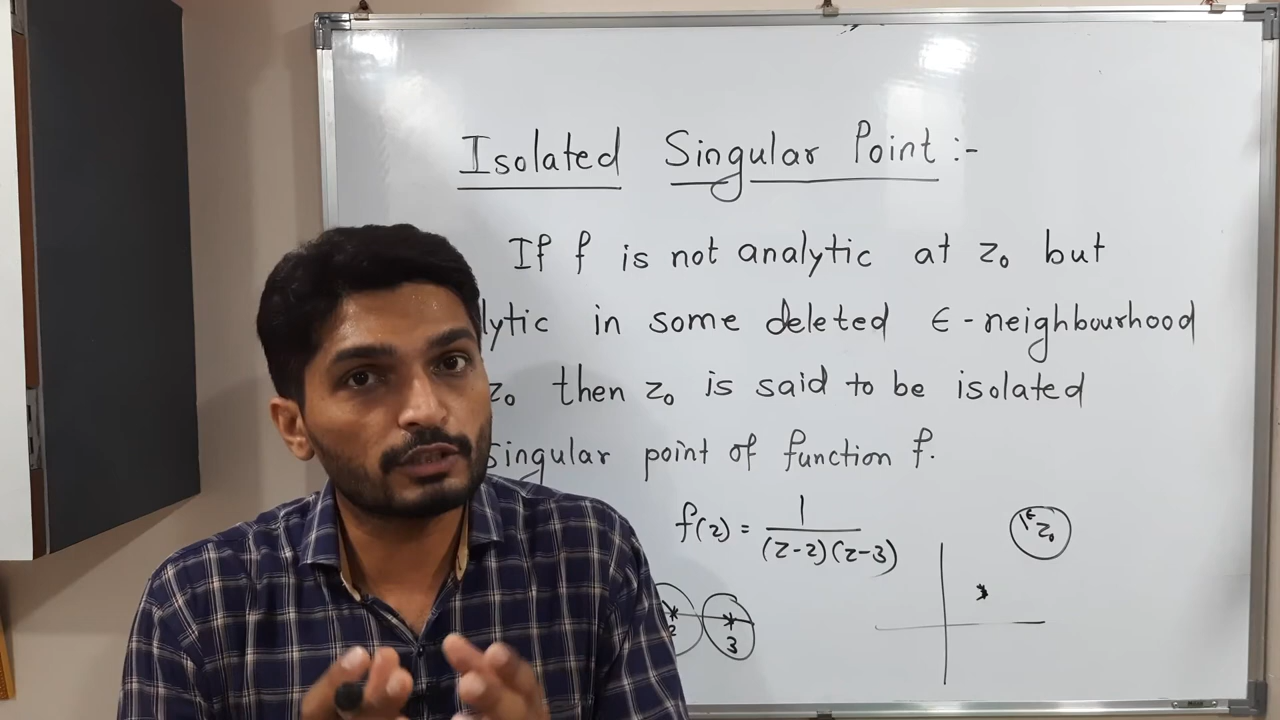 Isolated Singular Point :-
If f is not analytic at z₀ but
lytic in some deleted ϵ-neighbourhood
z₀ then z₀ is said to be isolated
singular point of function f.
f(z) = 1 / (z-2)(z-3)
ϵ z₀
2 3